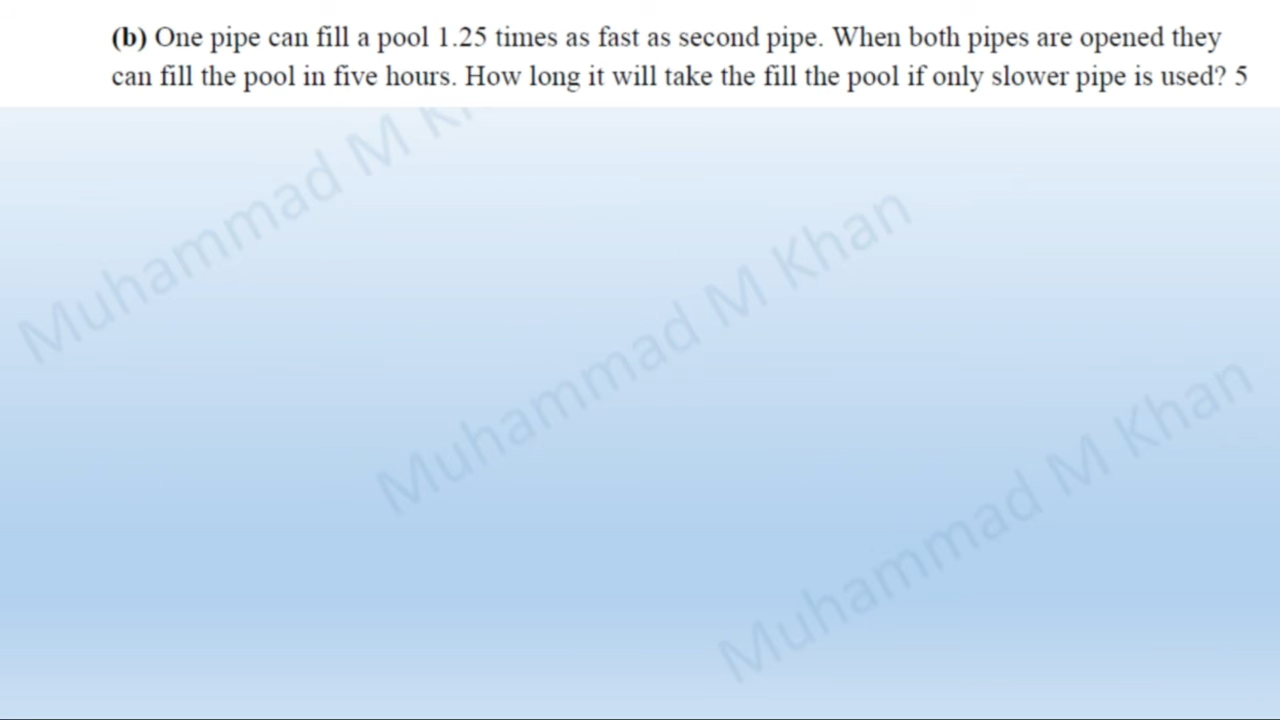 (b) One pipe can fill a pool 1.25 times as fast as second pipe. When both pipes are opened they
can fill the pool in five hours. How long it will take the fill the pool if only slower pipe is used? 5
Muhammad M Kh
Muhammad M Khan
Muhammad M Khan